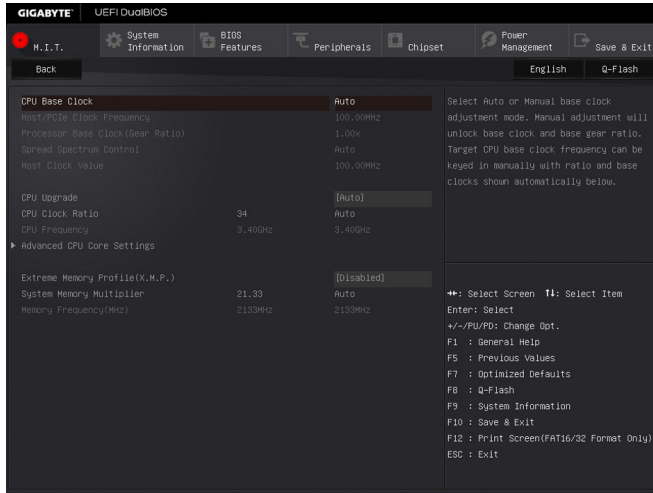 GIGABYTE™ UEFI DualBIOS
M.I.T. System Information BIOS Features Peripherals Chipset Power Management Save & Exit
Back English Q-Flash
CPU Base Clock Auto
Host/PCIe Clock Frequency 100.00MHz
Processor Base Clock(Gear Ratio) 1.00x
Spread Spectrum Control Auto
Host Clock Value 100.00MHz
CPU Upgrade [Auto]
CPU Clock Ratio 34 Auto
CPU Frequency 3.40GHz 3.40GHz
Advanced CPU Core Settings
Extreme Memory Profile(X.M.P.) [Disabled]
System Memory Multiplier 21.33 Auto
Memory Frequency(MHz) 2133MHz 2133MHz
Select Auto or Manual base clock
adjustment mode. Manual adjustment will
unlock base clock and base gear ratio.
Target CPU base clock frequency can be
keyed in manually with ratio and base
clocks shown automatically below.
→←: Select Screen ↑↓: Select Item
Enter: Select
+/-/PU/PD: Change Opt.
F1 : General Help
F5 : Previous Values
F7 : Optimized Defaults
F8 : Q-Flash
F9 : System Information
F10 : Save & Exit
F12 : Print Screen(FAT16/32 Format Only)
ESC : Exit